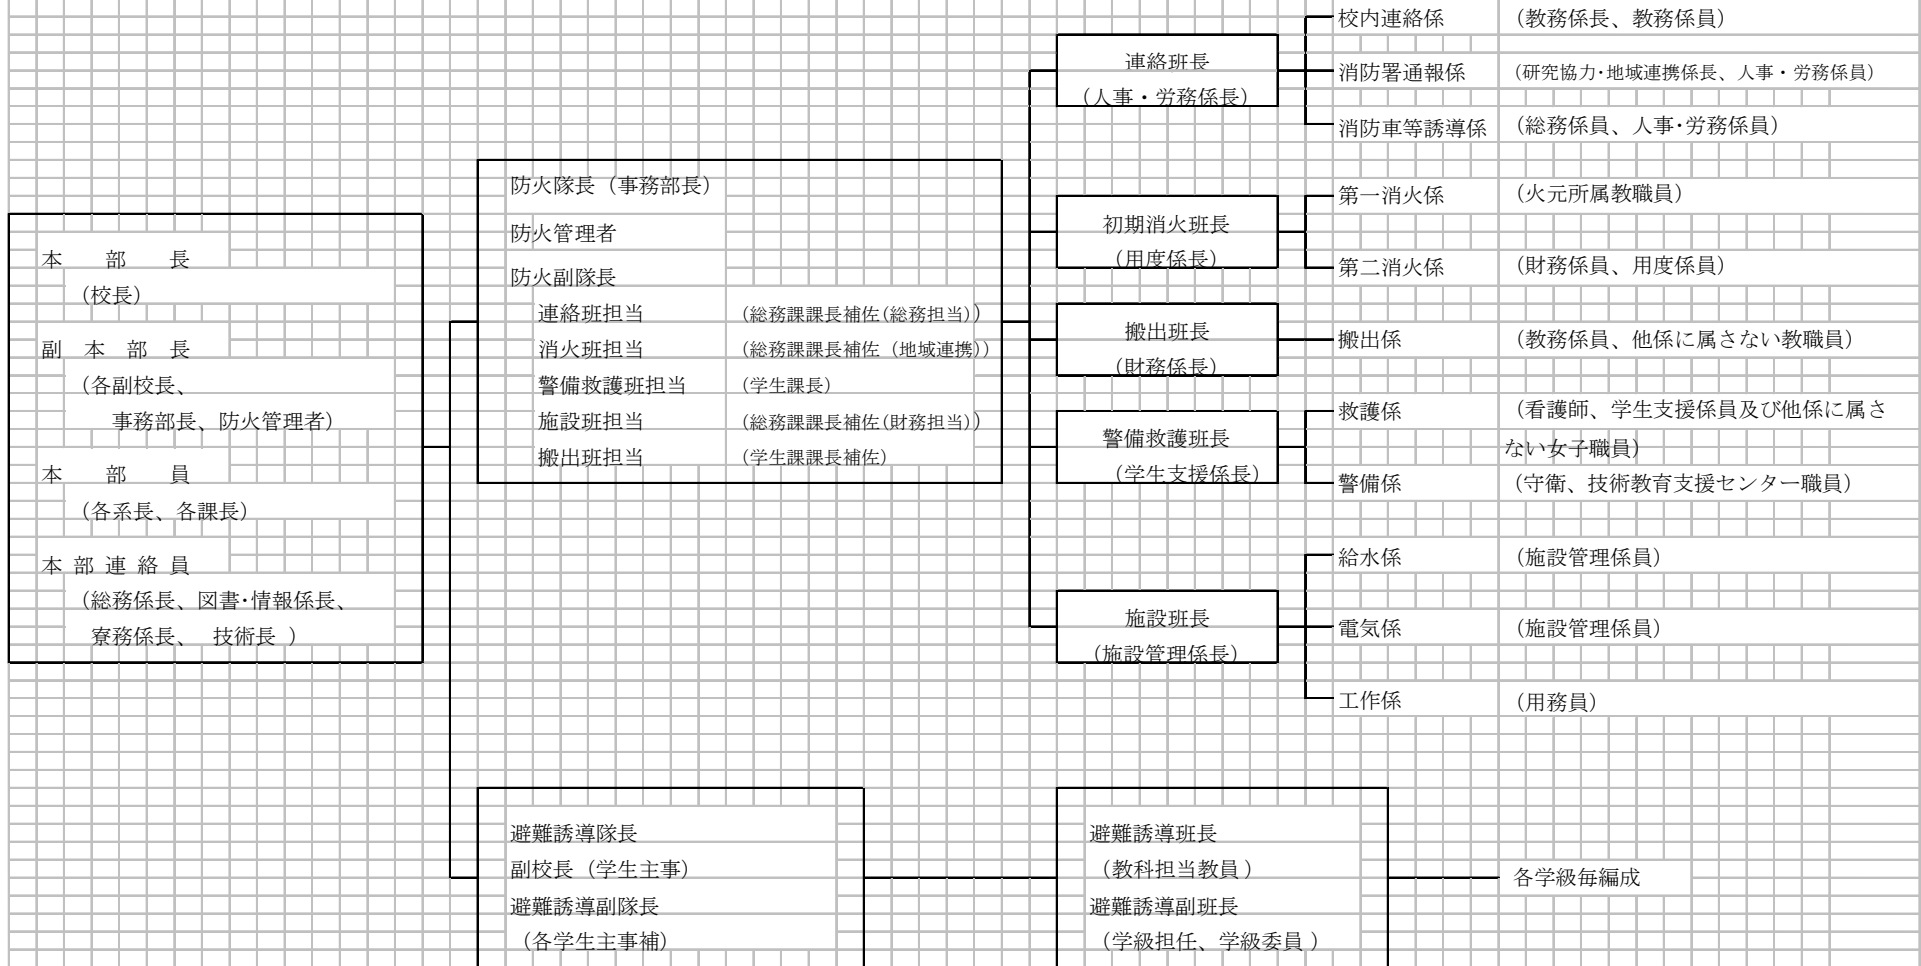 本 部 長
（校長）
副 本 部 長
（各副校長、
事務部長、防火管理者）
本 部 員
（各系長、各課長）
本 部 連 絡 員
（総務係長、図書・情報係長、
寮務係長、 技術長 ）
防火隊長（事務部長）
防火管理者
防火副隊長
連絡班担当 （総務課課長補佐（総務担当））
消火班担当 （総務課課長補佐（地域連携））
警備救護班担当 （学生課長）
施設班担当 （総務課課長補佐（財務担当））
搬出班担当 （学生課課長補佐）
連絡班長
（人事・労務係長）
校内連絡係 （教務係長、教務係員）
消防署通報係 （研究協力・地域連携係長、人事・労務係員）
消防車等誘導係 （総務係員、人事・労務係員）
初期消火班長
（用度係長）
第一消火係 （火元所属教職員）
第二消火係 （財務係員、用度係員）
搬出班長
（財務係長）
搬出係 （教務係員、他係に属さない教職員）
警備救護班長
（学生支援係長）
救護係 （看護師、学生支援係員及び他係に属さ
ない女子職員）
警備係 （守衛、技術教育支援センター職員）
施設班長
（施設管理係長）
給水係 （施設管理係員）
電気係 （施設管理係員）
工作係 （用務員）
避難誘導隊長
副校長（学生主事）
避難誘導副隊長
（各学生主事補）
避難誘導班長
（教科担当教員 ）
避難誘導副班長
（学級担任、学級委員 ）
各学級毎編成